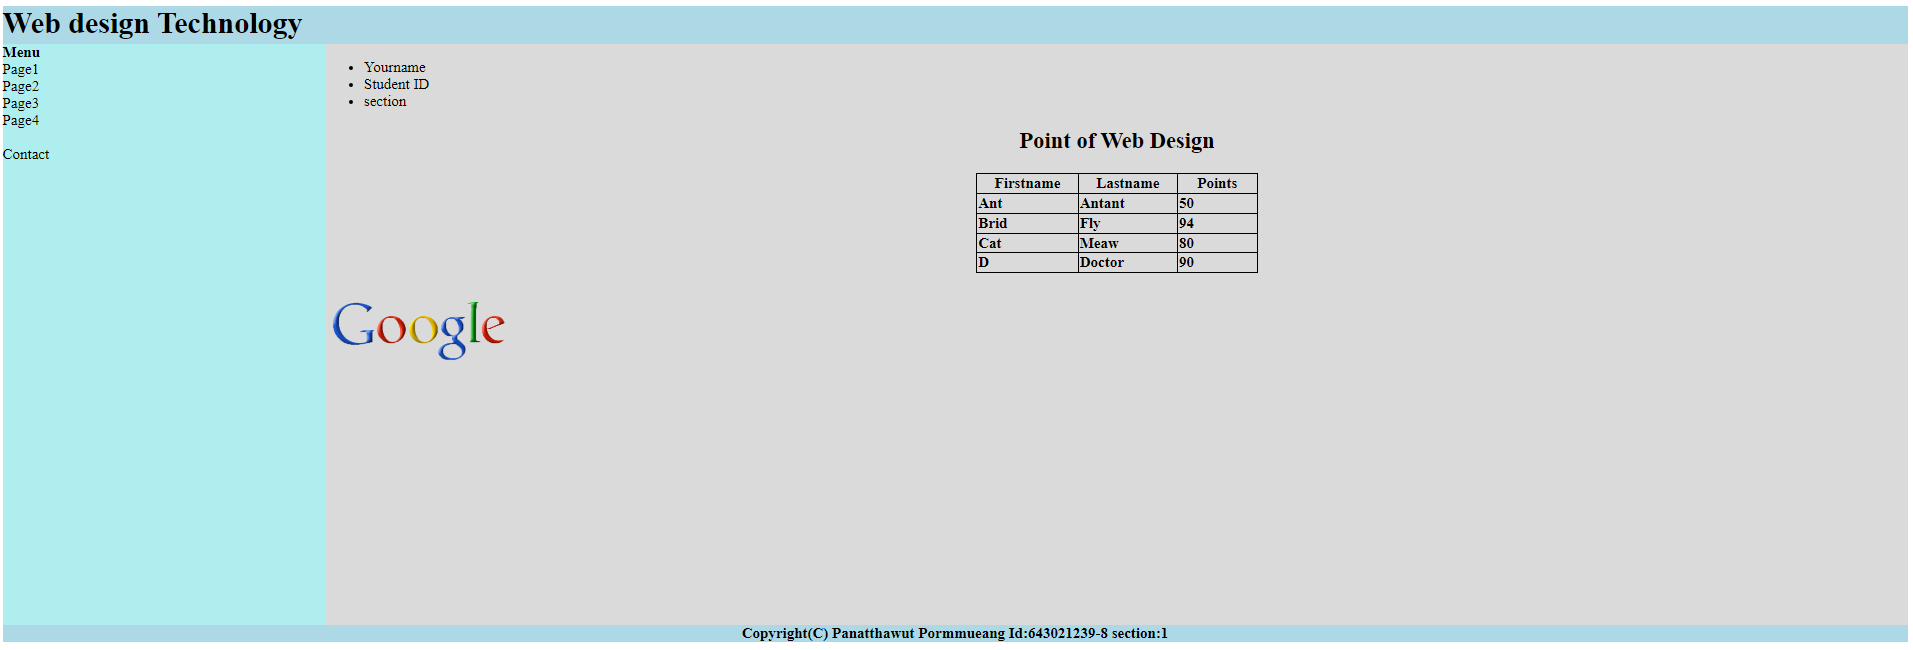 Web design Technology
Menu
Page1
Page2
Page3
Page4
Contact
Yourname
Student ID
section
Point of Web Design
Firstname Lastname Points
Ant Antant 50
Brid Fly 94
Cat Meaw 80
D Doctor 90
Google
Copyright(C) Panatthawut Pormmueang Id:643021239-8 section:1